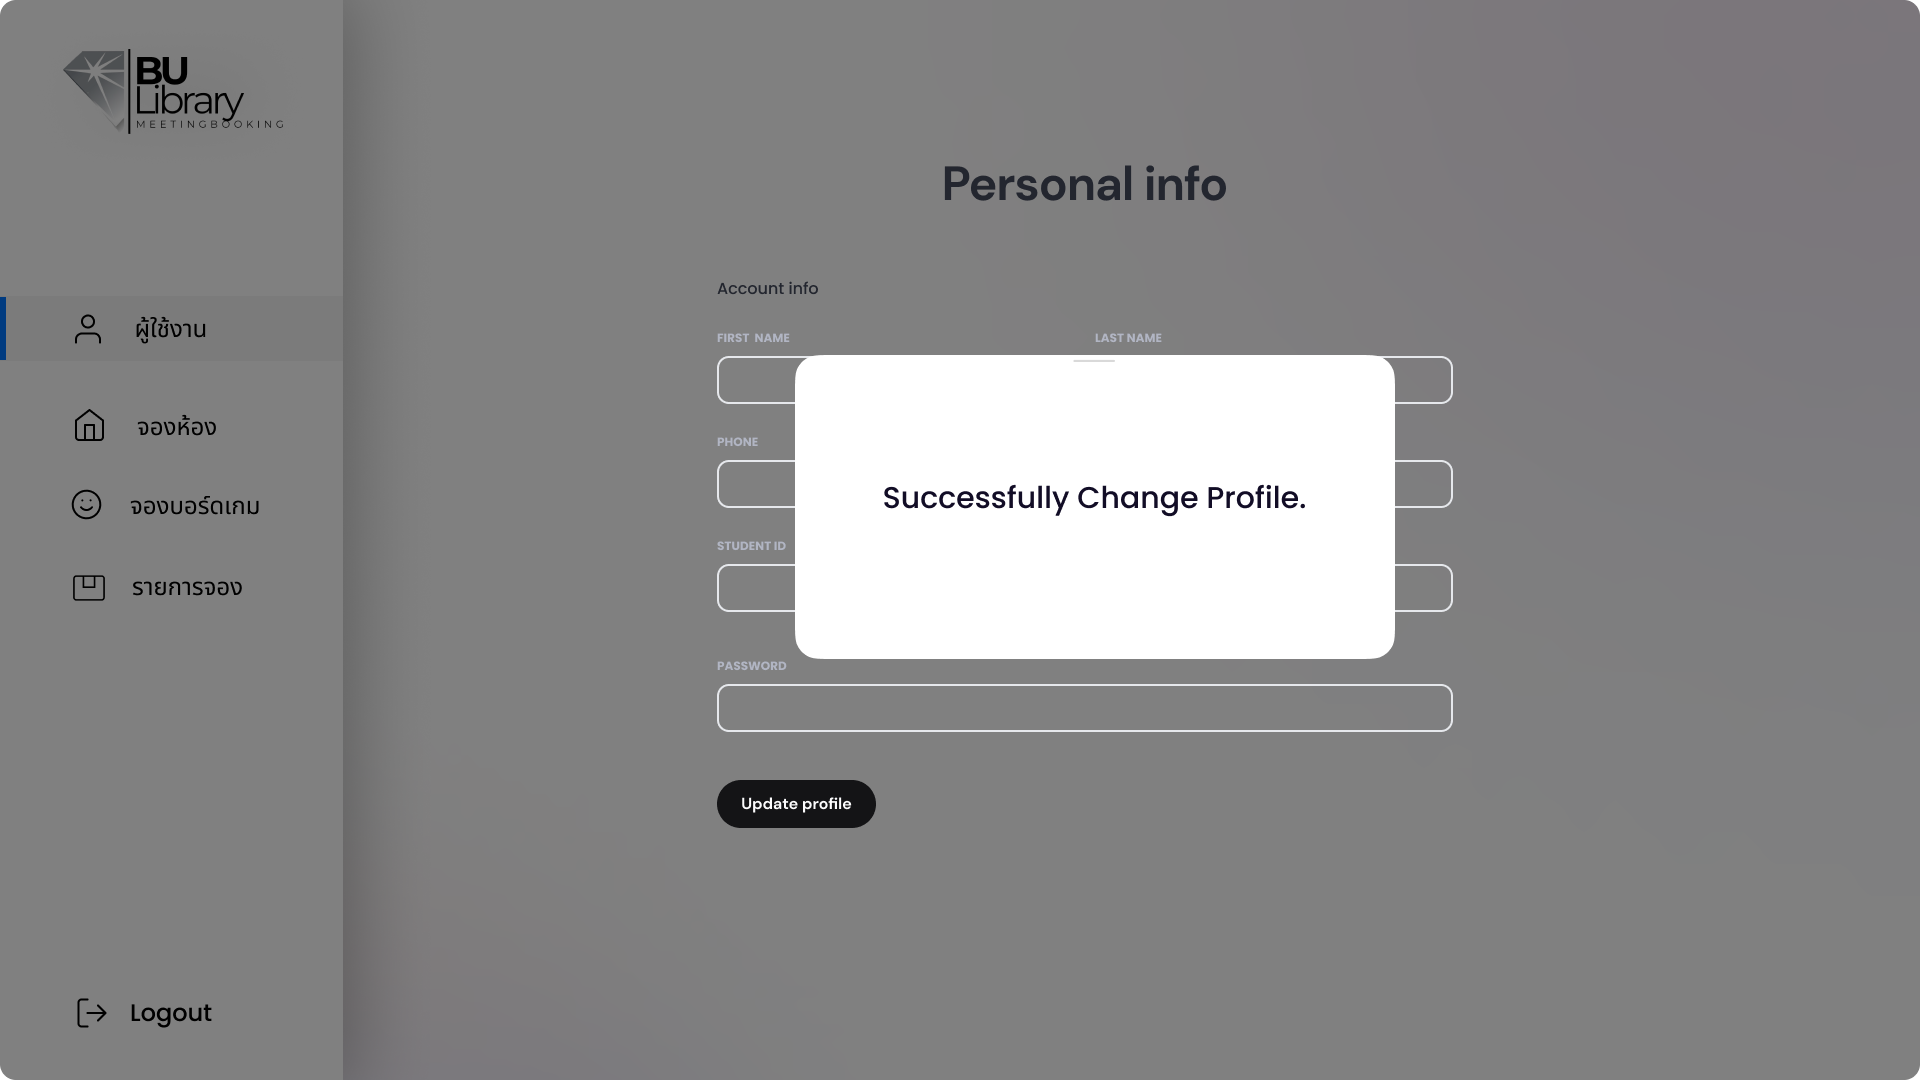 BU
Library
MEETINGBOOKING
ผู้ใช้งาน
จองห้อง
จองบอร์ดเกม
รายการจอง
Logout
Personal info
Account info
FIRST NAME
LAST NAME
PHONE
STUDENT ID
Successfully Change Profile.
PASSWORD
Update profile